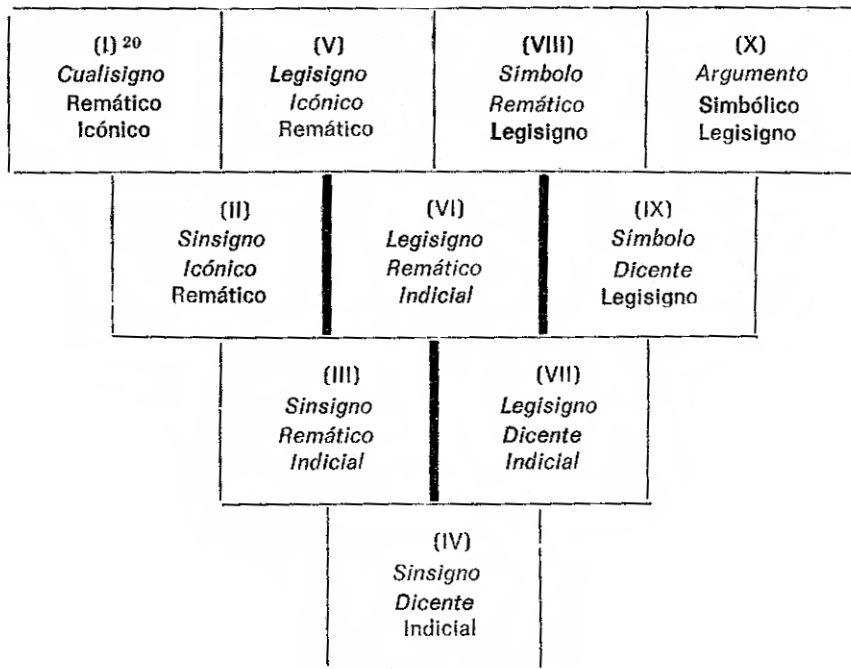 (I) 20
Cualisigno
Remático
Icónico
(V)
Legisigno
Icónico
Remático
(VIII)
Símbolo
Remático
Legisigno
(X)
Argumento
Simbólico
Legisigno
(II)
Sinsigno
Icónico
Remático
(VI)
Legisigno
Remático
Indicial
(IX)
Símbolo
Dicente
Legisigno
(III)
Sinsigno
Remático
Indicial
(VII)
Legisigno
Dicente
Indicial
(IV)
Sinsigno
Dicente
Indicial